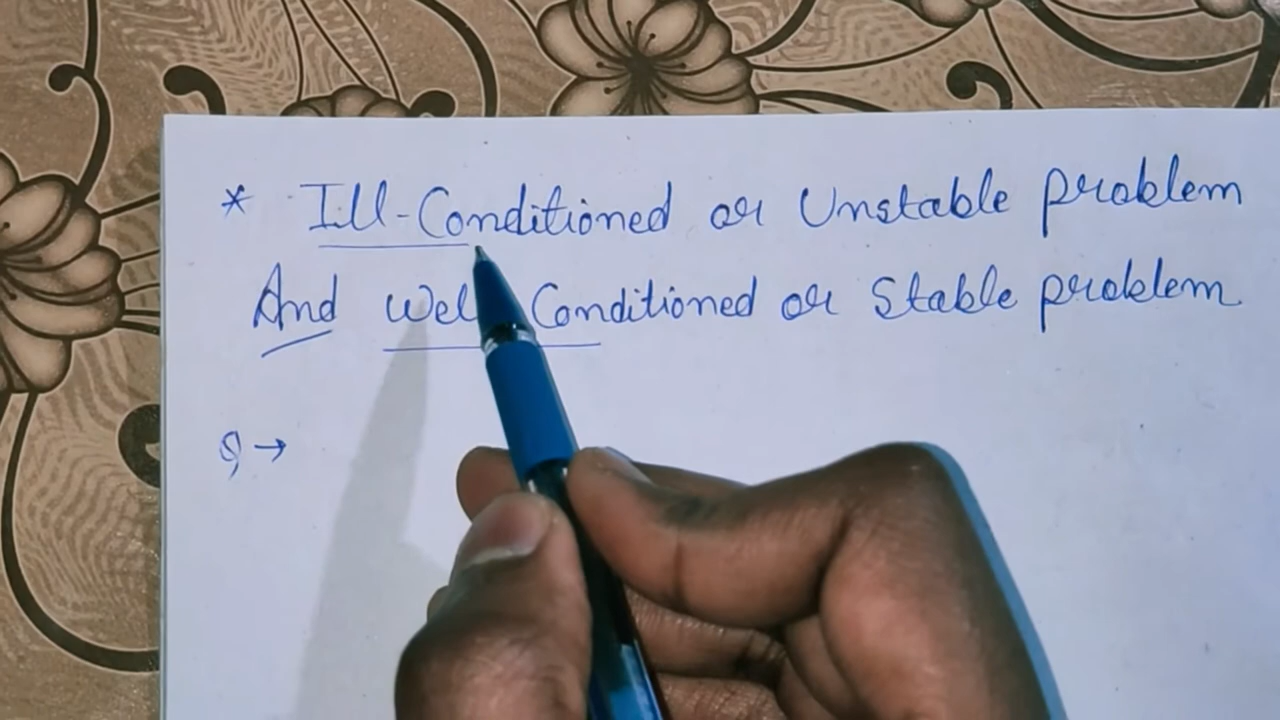 * Ill-Conditioned or Unstable problem
And Well Conditioned or Stable problem
Q →